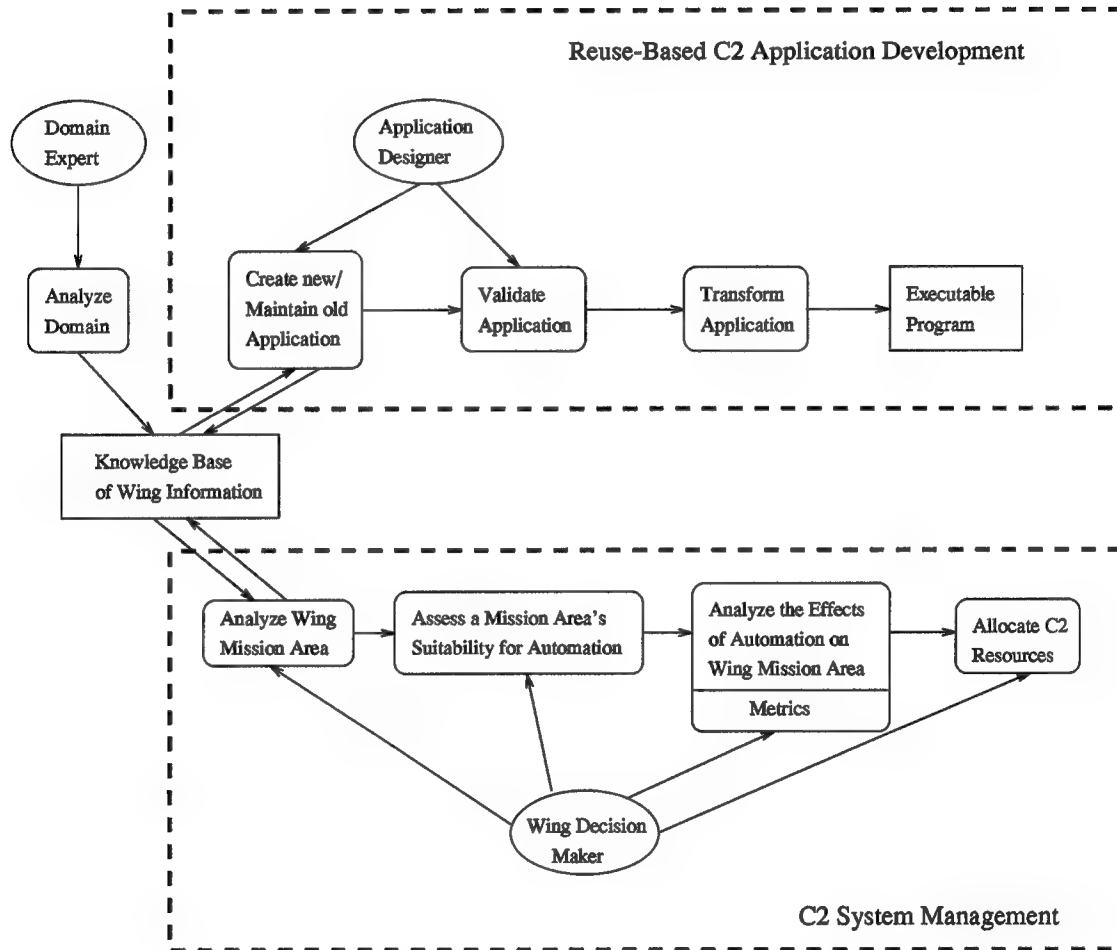 Reuse-Based C2 Application Development
Domain
Expert
Application
Designer
Analyze
Domain
Create new/
Maintain old
Application
Validate
Application
Transform
Application
Executable
Program
Knowledge Base
of Wing Information
Analyze Wing
Mission Area
Assess a Mission Area's
Suitability for Automation
Analyze the Effects
of Automation on
Wing Mission Area
Metrics
Allocate C2
Resources
Wing Decision
Maker
C2 System Management